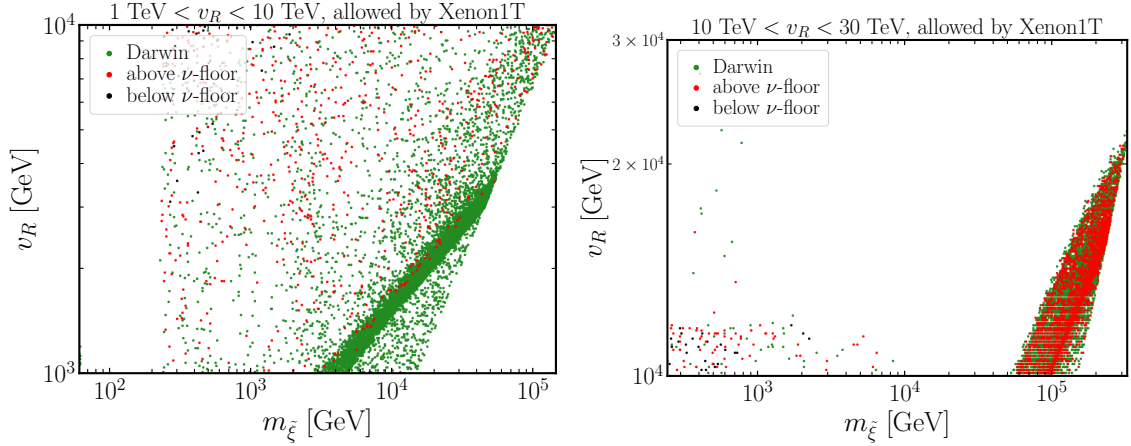 1 TeV < v_R < 10 TeV, allowed by Xenon1T
10^4
Darwin
above ν-floor
below ν-floor
v_R [GeV]
10^3
10^2
10^3
10^4
10^5
m_ξ̃ [GeV]
10 TeV < v_R < 30 TeV, allowed by Xenon1T
3 × 10^4
Darwin
above ν-floor
below ν-floor
2 × 10^4
v_R [GeV]
10^4
10^3
10^4
10^5
m_ξ̃ [GeV]